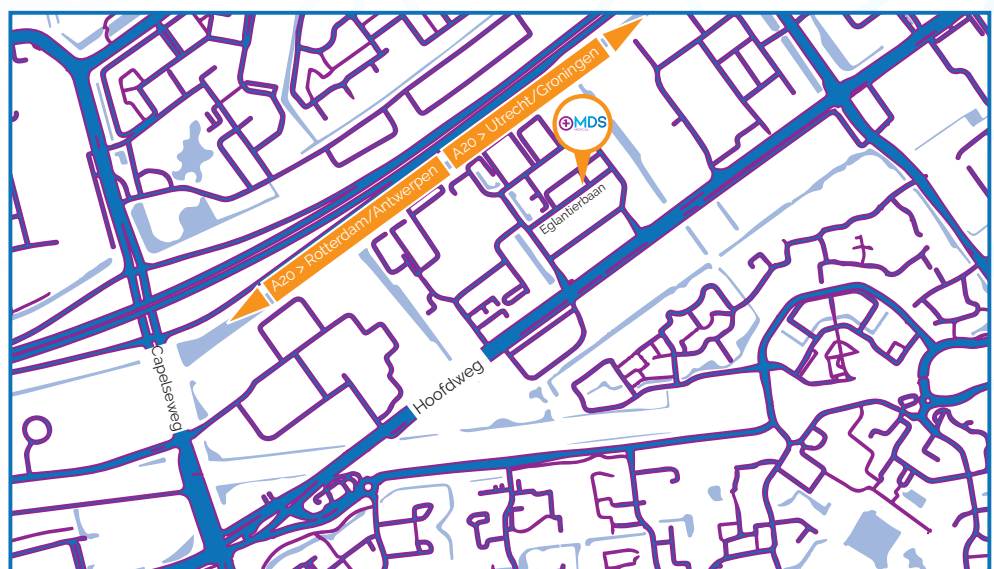 A20 > Utrecht/Groningen
MDS
A20 > Rotterdam/Antwerpen
Eglantierbaan
Capelseweg
Hoofdweg